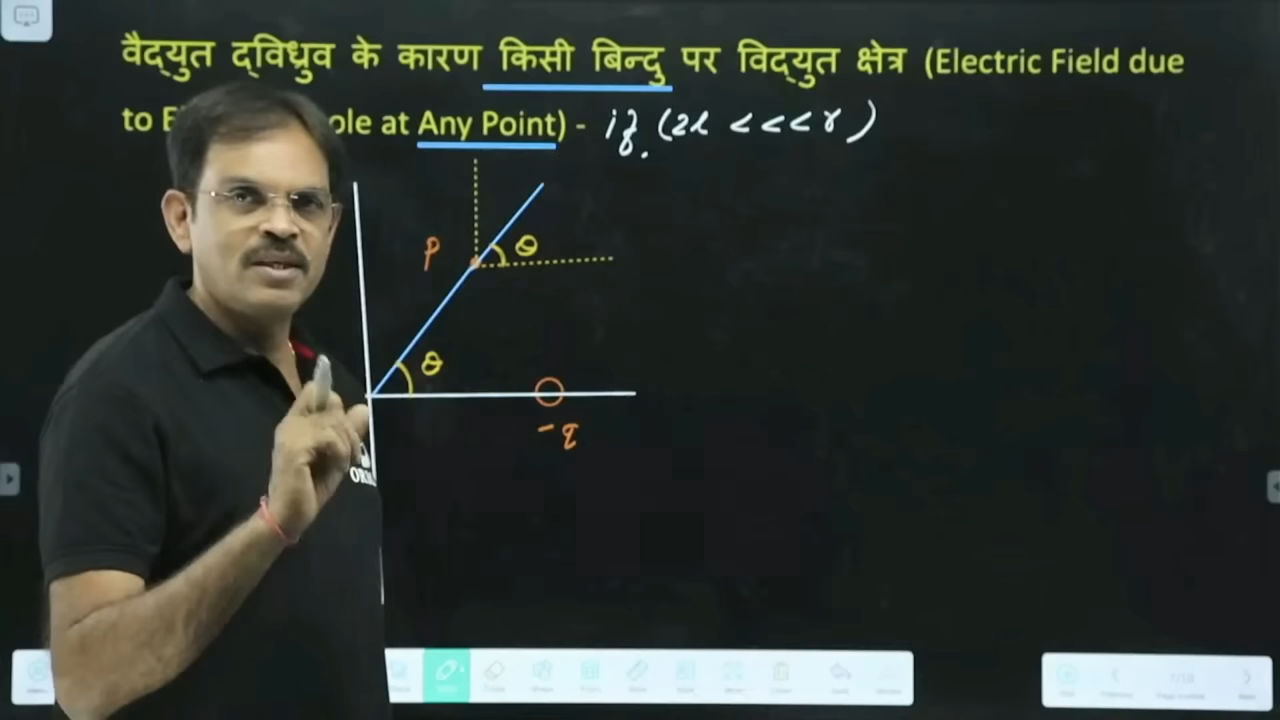 वैद्युत द्विध्रुव के कारण किसी बिन्दु पर विद्युत क्षेत्र (Electric Field due
to E ole at Any Point) - if (2l <<< r)
P θ
θ
-q